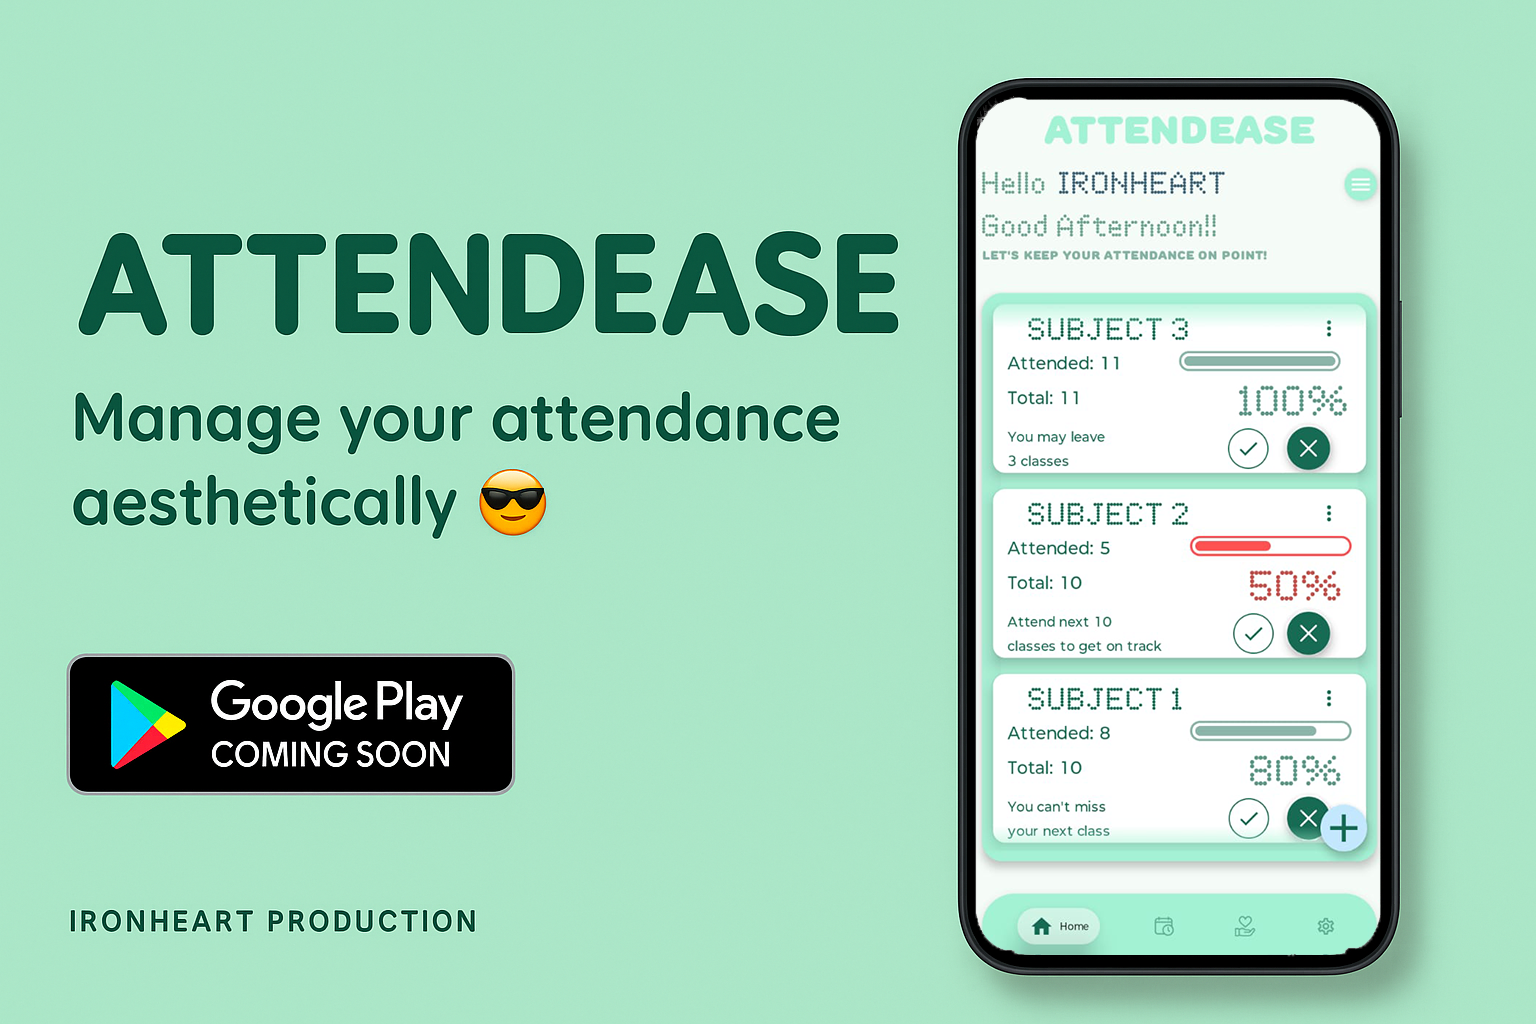 ATTENDEASE
Manage your attendance
aesthetically 😎
Google Play
COMING SOON
IRONHEART PRODUCTION
ATTENDEASE
Hello IRONHEART
Good Afternoon!!
LET'S KEEP YOUR ATTENDANCE ON POINT!
SUBJECT 3
Attended: 11
Total: 11
100%
You may leave
3 classes
SUBJECT 2
Attended: 5
Total: 10
50%
Attend next 10
classes to get on track
SUBJECT 1
Attended: 8
Total: 10
80%
You can't miss
your next class
Home